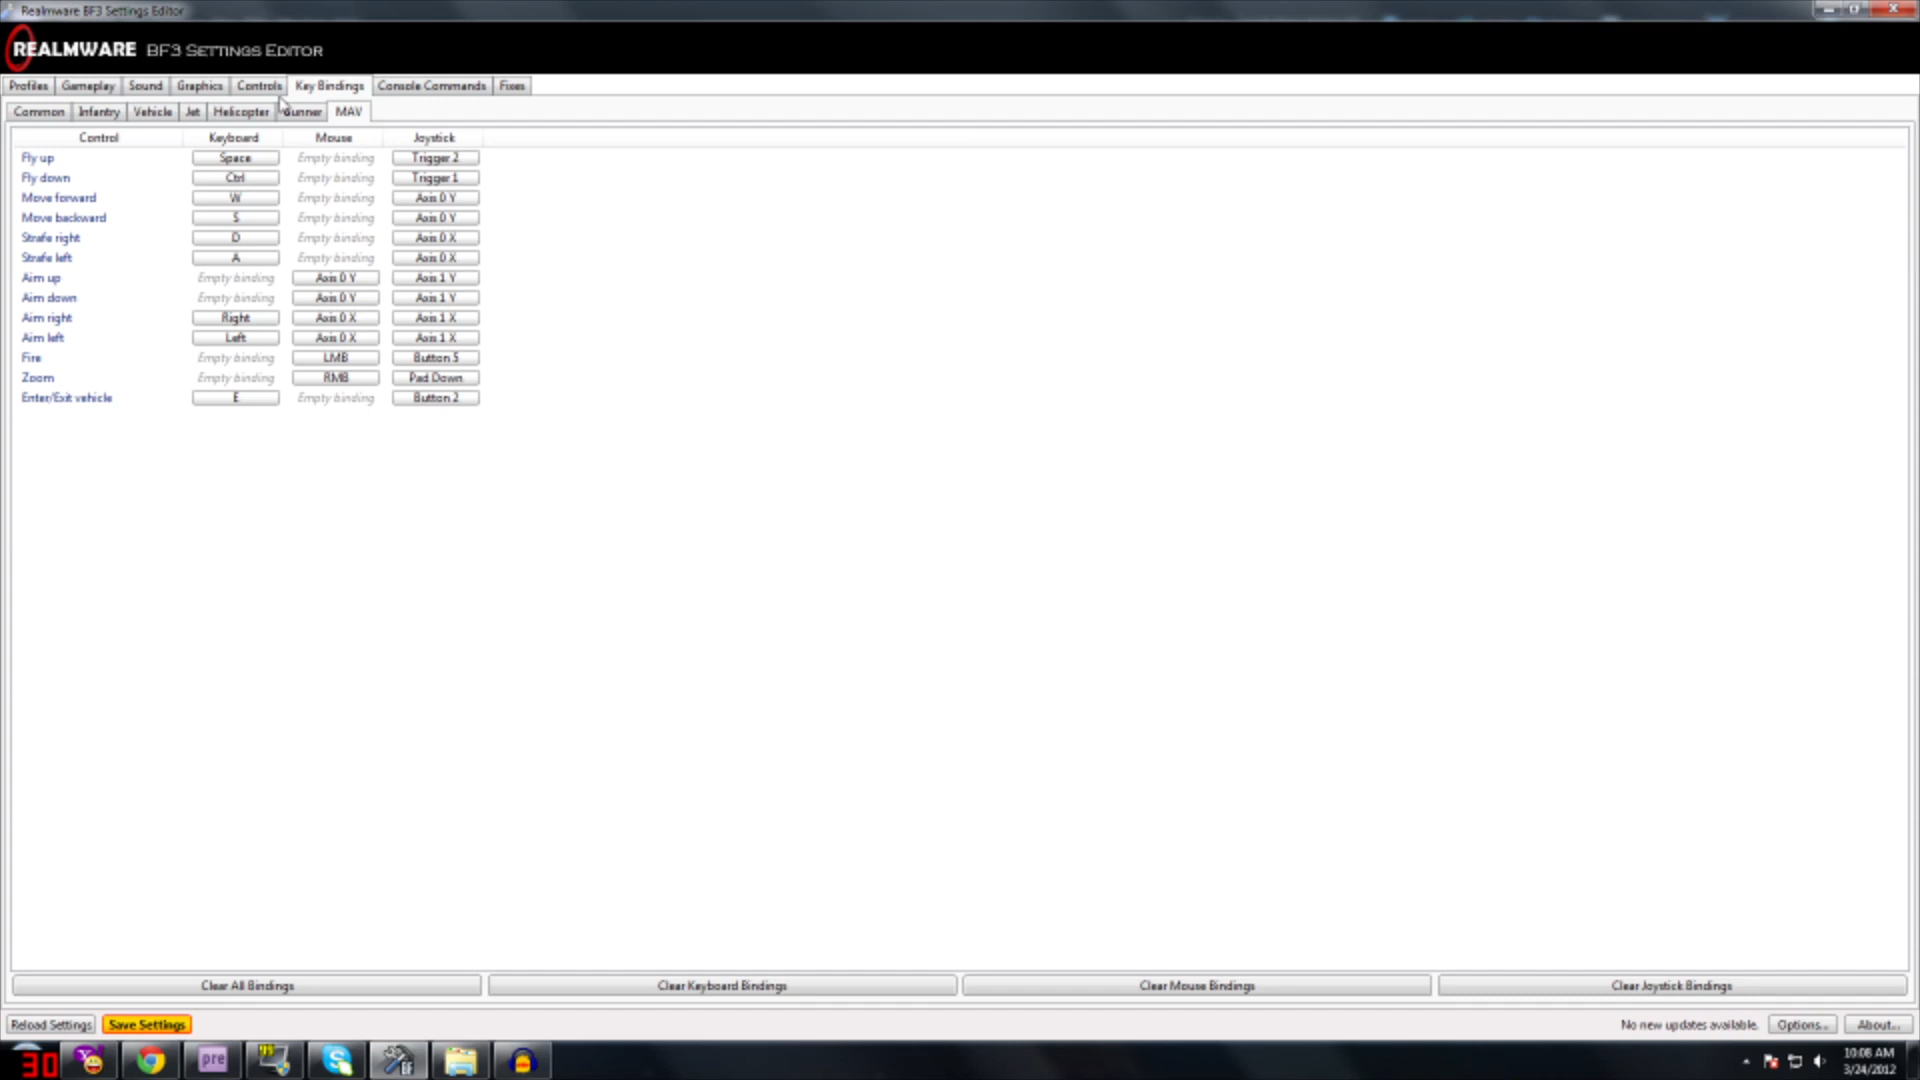 Realmware BF3 Settings Editor
REALMWARE BF3 SETTINGS EDITOR
Profiles Gameplay Sound Graphics Controls Key Bindings Console Commands Fixes
Common Infantry Vehicle Jet Helicopter Gunner MAV
Control Keyboard Mouse Joystick
Fly up Space Empty binding Trigger 2
Fly down Ctrl Empty binding Trigger 1
Move forward W Empty binding Axis 0 Y
Move backward S Empty binding Axis 0 Y
Strafe right D Empty binding Axis 0 X
Strafe left A Empty binding Axis 0 X
Aim up Empty binding Axis 0 Y Axis 1 Y
Aim down Empty binding Axis 0 Y Axis 1 Y
Aim right Right Axis 0 X Axis 1 X
Aim left Left Axis 0 X Axis 1 X
Fire Empty binding LMB Button 5
Zoom Empty binding RMB Pad Down
Enter/Exit vehicle E Empty binding Button 2
Clear All Bindings Clear Keyboard Bindings Clear Mouse Bindings Clear Joystick Bindings
Reload Settings Save Settings No new updates available. Options... About...
30 pre 10:08 AM
3/24/2012